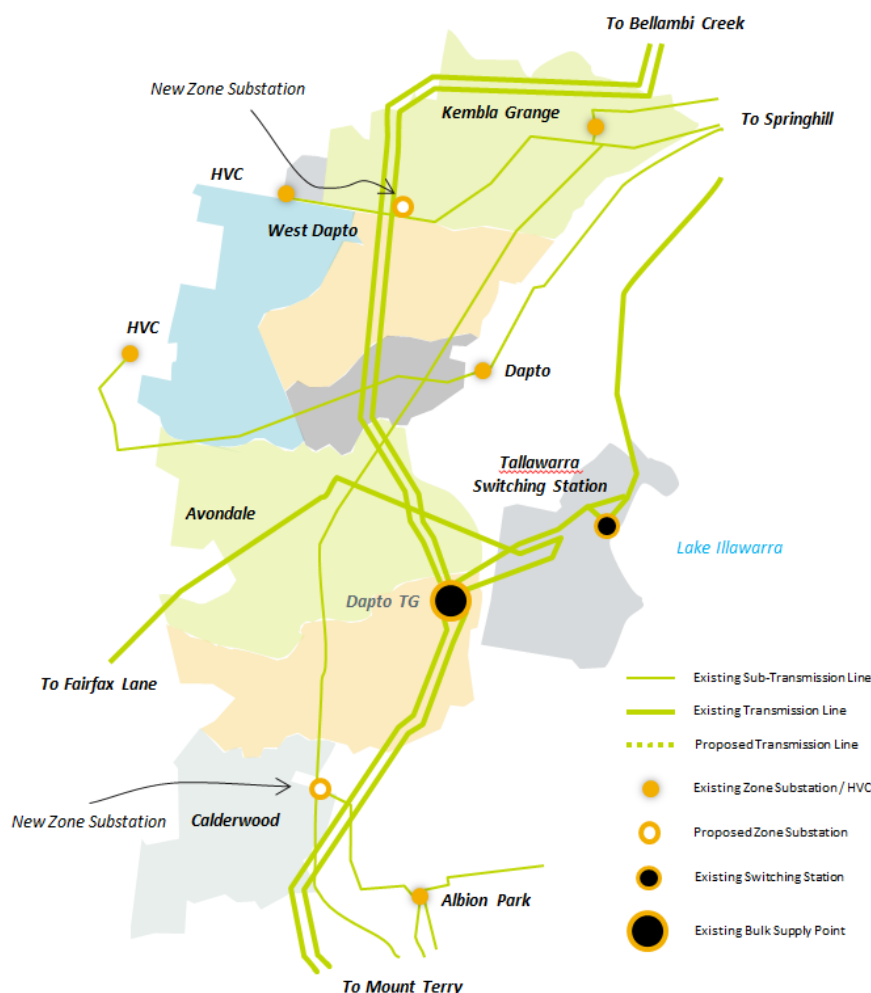 To Bellambi Creek
New Zone Substation
Kembla Grange
To Springhill
HVC
West Dapto
HVC
Dapto
Tallawarra
Switching Station
Avondale
Lake Illawarra
Dapto TG
To Fairfax Lane
Existing Sub-Transmission Line
Existing Transmission Line
Proposed Transmission Line
Existing Zone Substation / HVC
New Zone Substation
Calderwood
Proposed Zone Substation
Existing Switching Station
Albion Park
Existing Bulk Supply Point
To Mount Terry